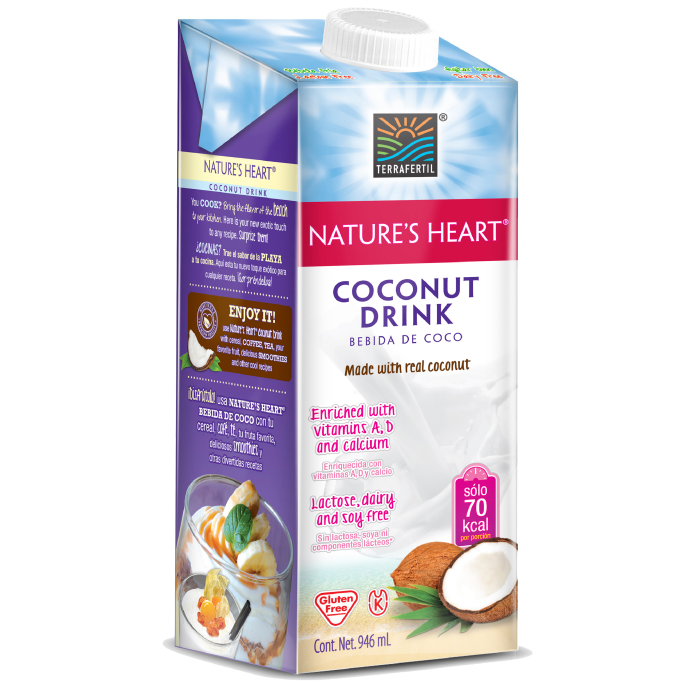 TERRAFERTIL
®
NATURE'S HEART®
COCONUT
DRINK
BEBIDA DE COCO
Made with real coconut
Enriched with
vitamins A, D
and calcium
Enriquecida con
vitaminas A, D y calcio
Lactose, dairy
and soy free
Sin lactosa, soya ni
componentes lácteos*
sólo
70
kcal
por porción
Gluten
Free
K
Cont. Net. 946 mL
NATURE'S HEART®
COCONUT DRINK
You COOK? Bring the flavor of the beach
to your kitchen. Here is your new exotic touch
to any recipe. Surprise them!
¿COCINAS? Trae el sabor de la PLAYA
a tu cocina. Aquí esta tu nuevo toque exótico para
cualquier receta. ¡Sorpréndelos!
ENJOY IT!
use Nature's Heart® coconut drink
with cereal, COFFEE, TEA, your
favorite fruit, delicious SMOOTHIES
and other cool recipes
¡Disfrútalo! usa NATURE'S HEART®
BEBIDA DE COCO con tu
cereal, café, té, tu fruta favorita,
deliciosos smoothies y
otras divertidas recetas